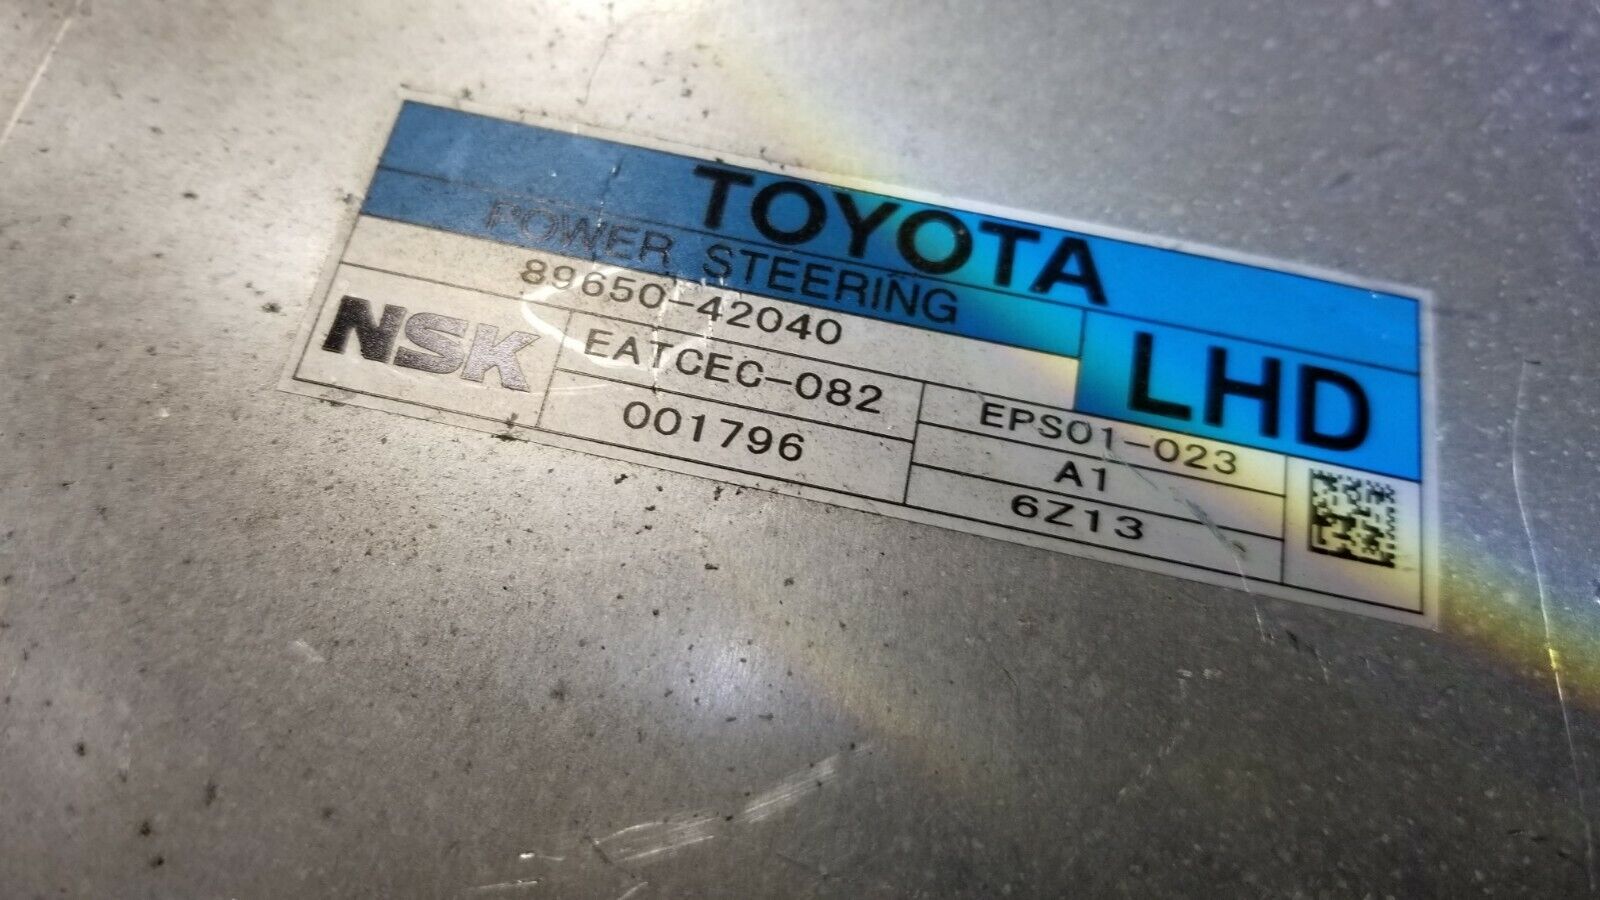 TOYOTA
POWER STEERING
89650-42040
LHD
NSK
EATCEC-082
001796
EPS01-023
A1
6Z13